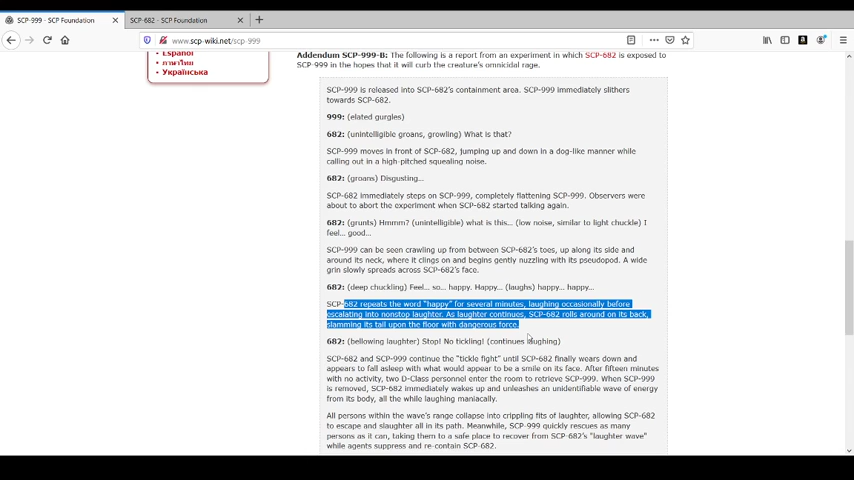 SCP-999 - SCP Foundation
SCP-682 - SCP Foundation
www.scp-wiki.net/scp-999
Español
ภาษาไทย
Українська
Addendum SCP-999-B: The following is a report from an experiment in which SCP-682 is exposed to
SCP-999 in the hopes that it will curb the creature's omnicidal rage.
SCP-999 is released into SCP-682's containment area. SCP-999 immediately slithers
towards SCP-682.
999: (elated gurgles)
682: (unintelligible groans, growling) What is that?
SCP-999 moves in front of SCP-682, jumping up and down in a dog-like manner while
calling out in a high-pitched squealing noise.
682: (groans) Disgusting...
SCP-682 immediately steps on SCP-999, completely flattening SCP-999. Observers were
about to abort the experiment when SCP-682 started talking again.
682: (grunts) Hmmm? (unintelligible) what is this... (low noise, similar to light chuckle) I
feel... good...
SCP-999 can be seen crawling up from between SCP-682's toes, up along its side and
around its neck, where it clings on and begins gently nuzzling with its pseudopod. A wide
grin slowly spreads across SCP-682's face.
682: (deep chuckling) Feel... so... happy. Happy... (laughs) happy... happy...
SCP-682 repeats the word "happy" for several minutes, laughing occasionally before
escalating into nonstop laughter. As laughter continues, SCP-682 rolls around on its back,
slamming its tail upon the floor with dangerous force.
682: (bellowing laughter) Stop! No tickling! (continues laughing)
SCP-682 and SCP-999 continue the "tickle fight" until SCP-682 finally wears down and
appears to fall asleep with what would appear to be a smile on its face. After fifteen minutes
with no activity, two D-Class personnel enter the room to retrieve SCP-999. When SCP-999
is removed, SCP-682 immediately wakes up and unleashes an unidentifiable wave of energy
from its body, all the while laughing maniacally.
All persons within the wave's range collapse into crippling fits of laughter, allowing SCP-682
to escape and slaughter all in its path. Meanwhile, SCP-999 quickly rescues as many
persons as it can, taking them to a safe place to recover from SCP-682's "laughter wave"
while agents suppress and re-contain SCP-682.